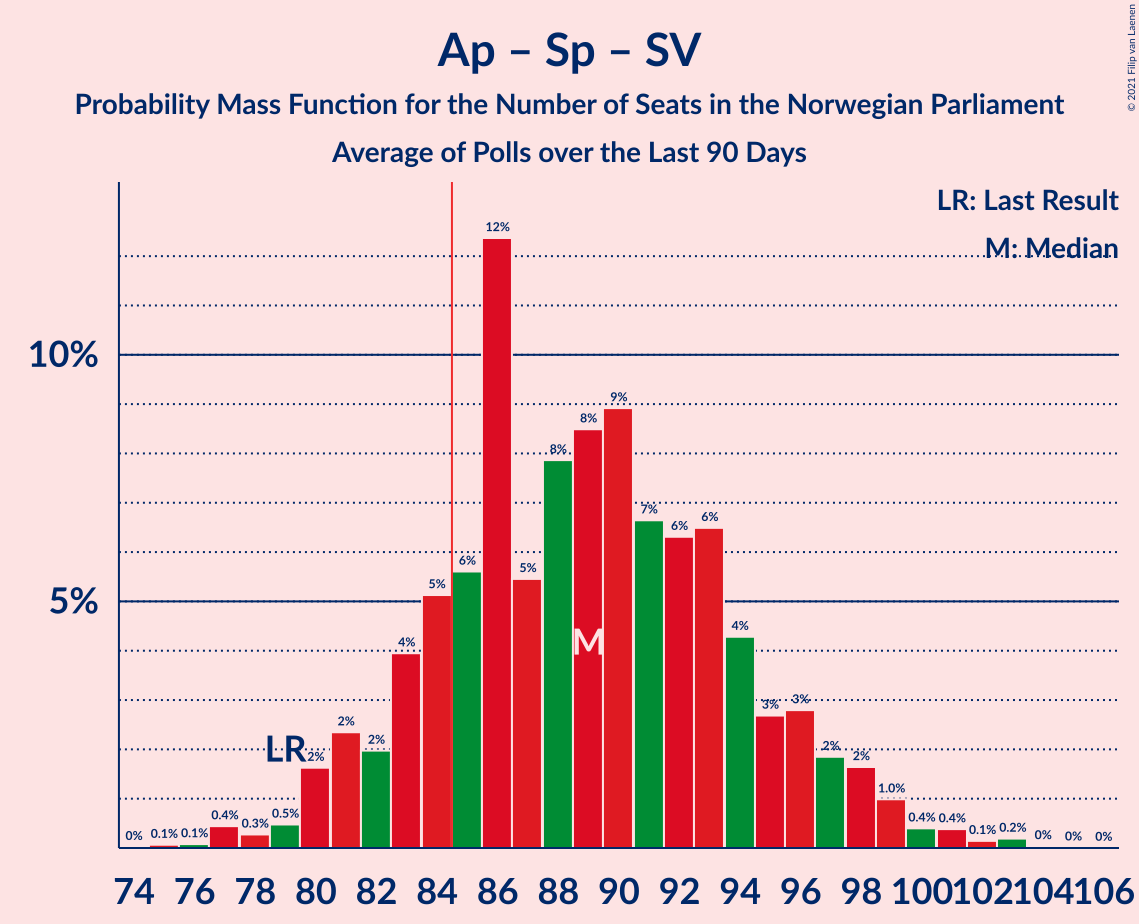 Ap – Sp – SV
Probability Mass Function for the Number of Seats in the Norwegian Parliament
Average of Polls over the Last 90 Days
© 2021 Filip van Laenen
LR: Last Result
M: Median
10%
5%
0% 0.1% 0.1% 0.4% 0.3% 0.5% 2% 2% 2% 4% 5% 6% 12% 5% 8% 8% 9% 7% 6% 6% 4% 3% 3% 2% 2% 1.0% 0.4% 0.4% 0.1% 0.2% 0% 0% 0%
LR
M
74 76 78 80 82 84 86 88 90 92 94 96 98 100 102 104 106